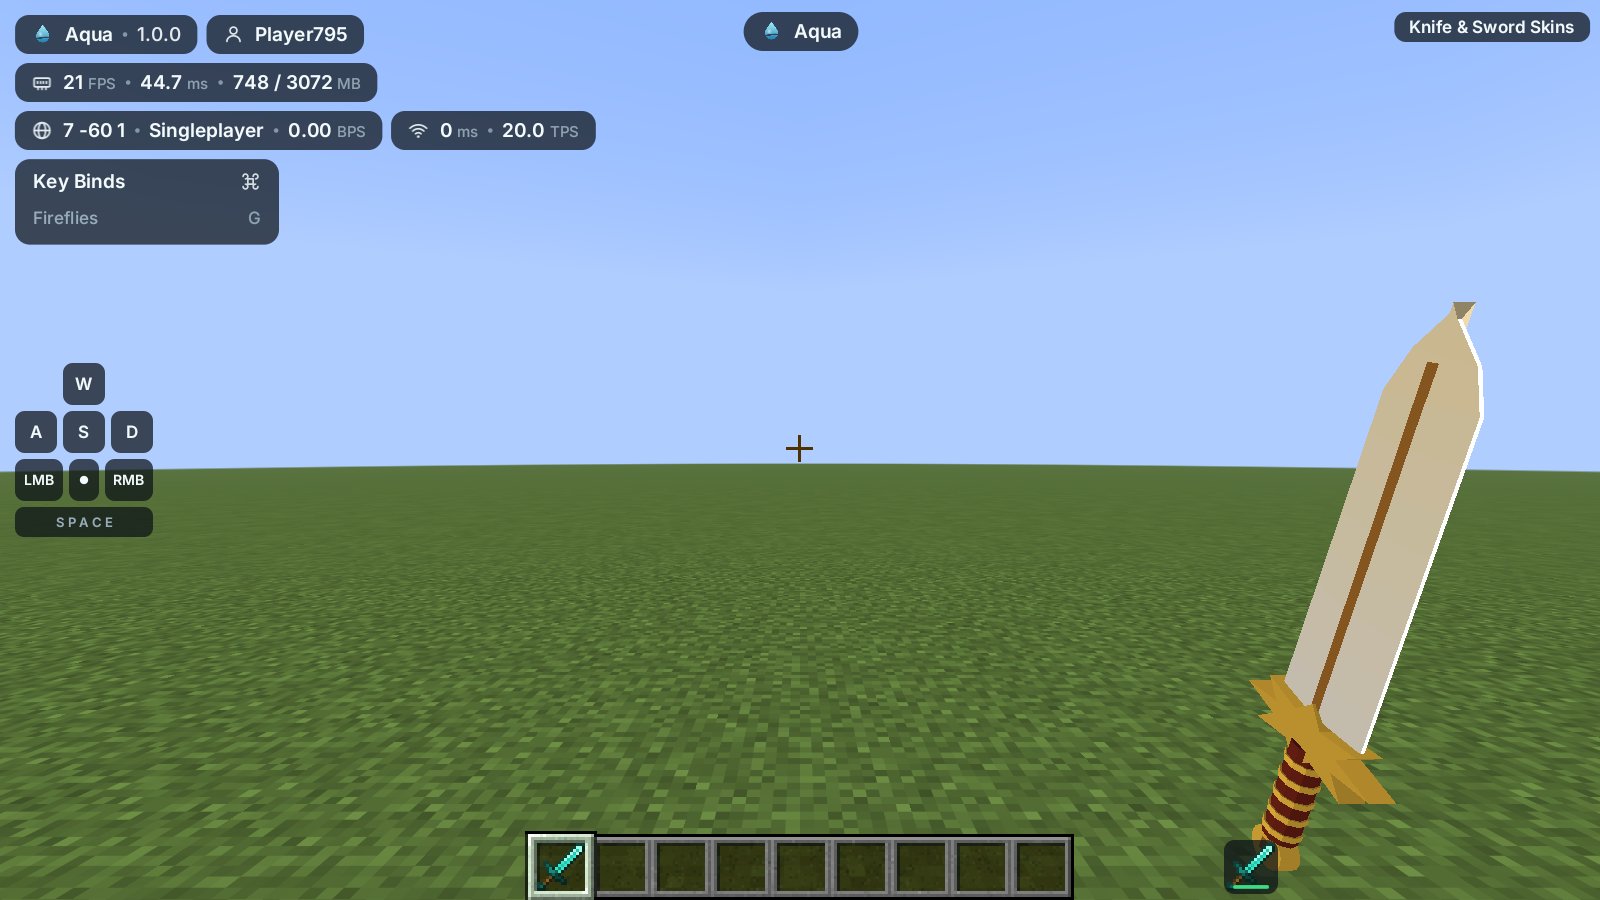 Aqua • 1.0.0
Player795
Aqua
Knife & Sword Skins
21 FPS • 44.7 ms • 748 / 3072 MB
7 -60 1 • Singleplayer • 0.00 BPS
0 ms • 20.0 TPS
Key Binds ⌘
Fireflies G
W
A S D
LMB RMB
SPACE